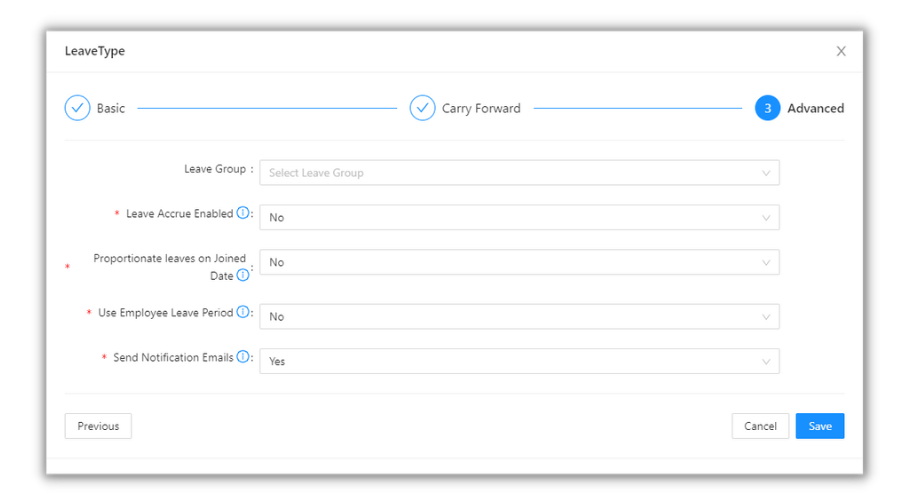 LeaveType
Basic
Carry Forward
3 Advanced
Leave Group :
Select Leave Group
* Leave Accrue Enabled :
No
* Proportionate leaves on Joined
Date :
No
* Use Employee Leave Period :
No
* Send Notification Emails :
Yes
Previous
Cancel
Save